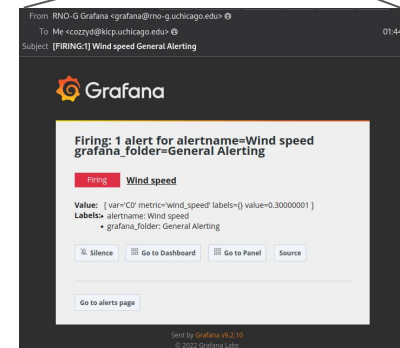 From RNO-G Grafana <grafana@rno-g.uchicago.edu>
To Me <cozzyd@kicp.uchicago.edu> 01:44
Subject [FIRING:1] Wind speed General Alerting
Grafana
Firing: 1 alert for alertname=Wind speed
grafana_folder=General Alerting
Firing Wind speed
Value: [ var='C0' metric='wind_speed' labels={} value=0.30000001 ]
Labels: • alertname: Wind speed
• grafana_folder: General Alerting
Silence Go to Dashboard Go to Panel Source
Go to alerts page
Sent by Grafana v9.2.10
© 2022 Grafana Labs